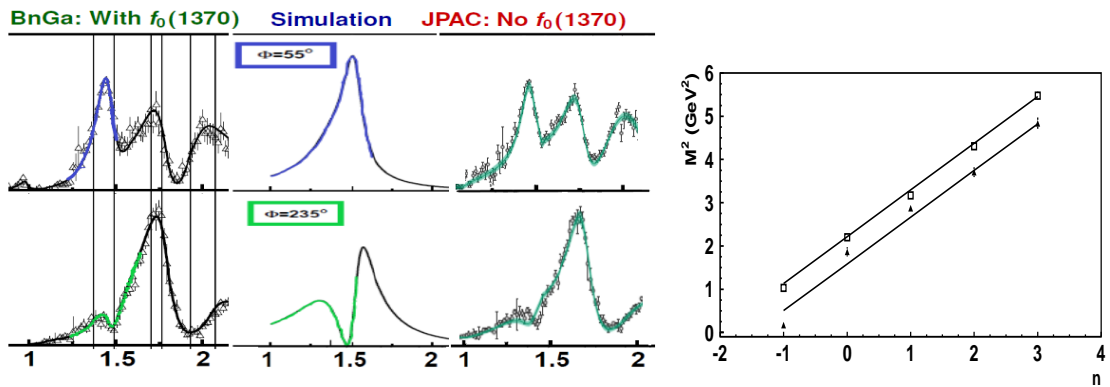 BnGa: With f₀(1370)
Simulation
JPAC: No f₀(1370)
Φ=55°
Φ=235°
1 1.5 2
1 1.5 2
1 1.5 2
M² (GeV²)
6
5
4
3
2
1
0
-2 -1 0 1 2 3 4
n